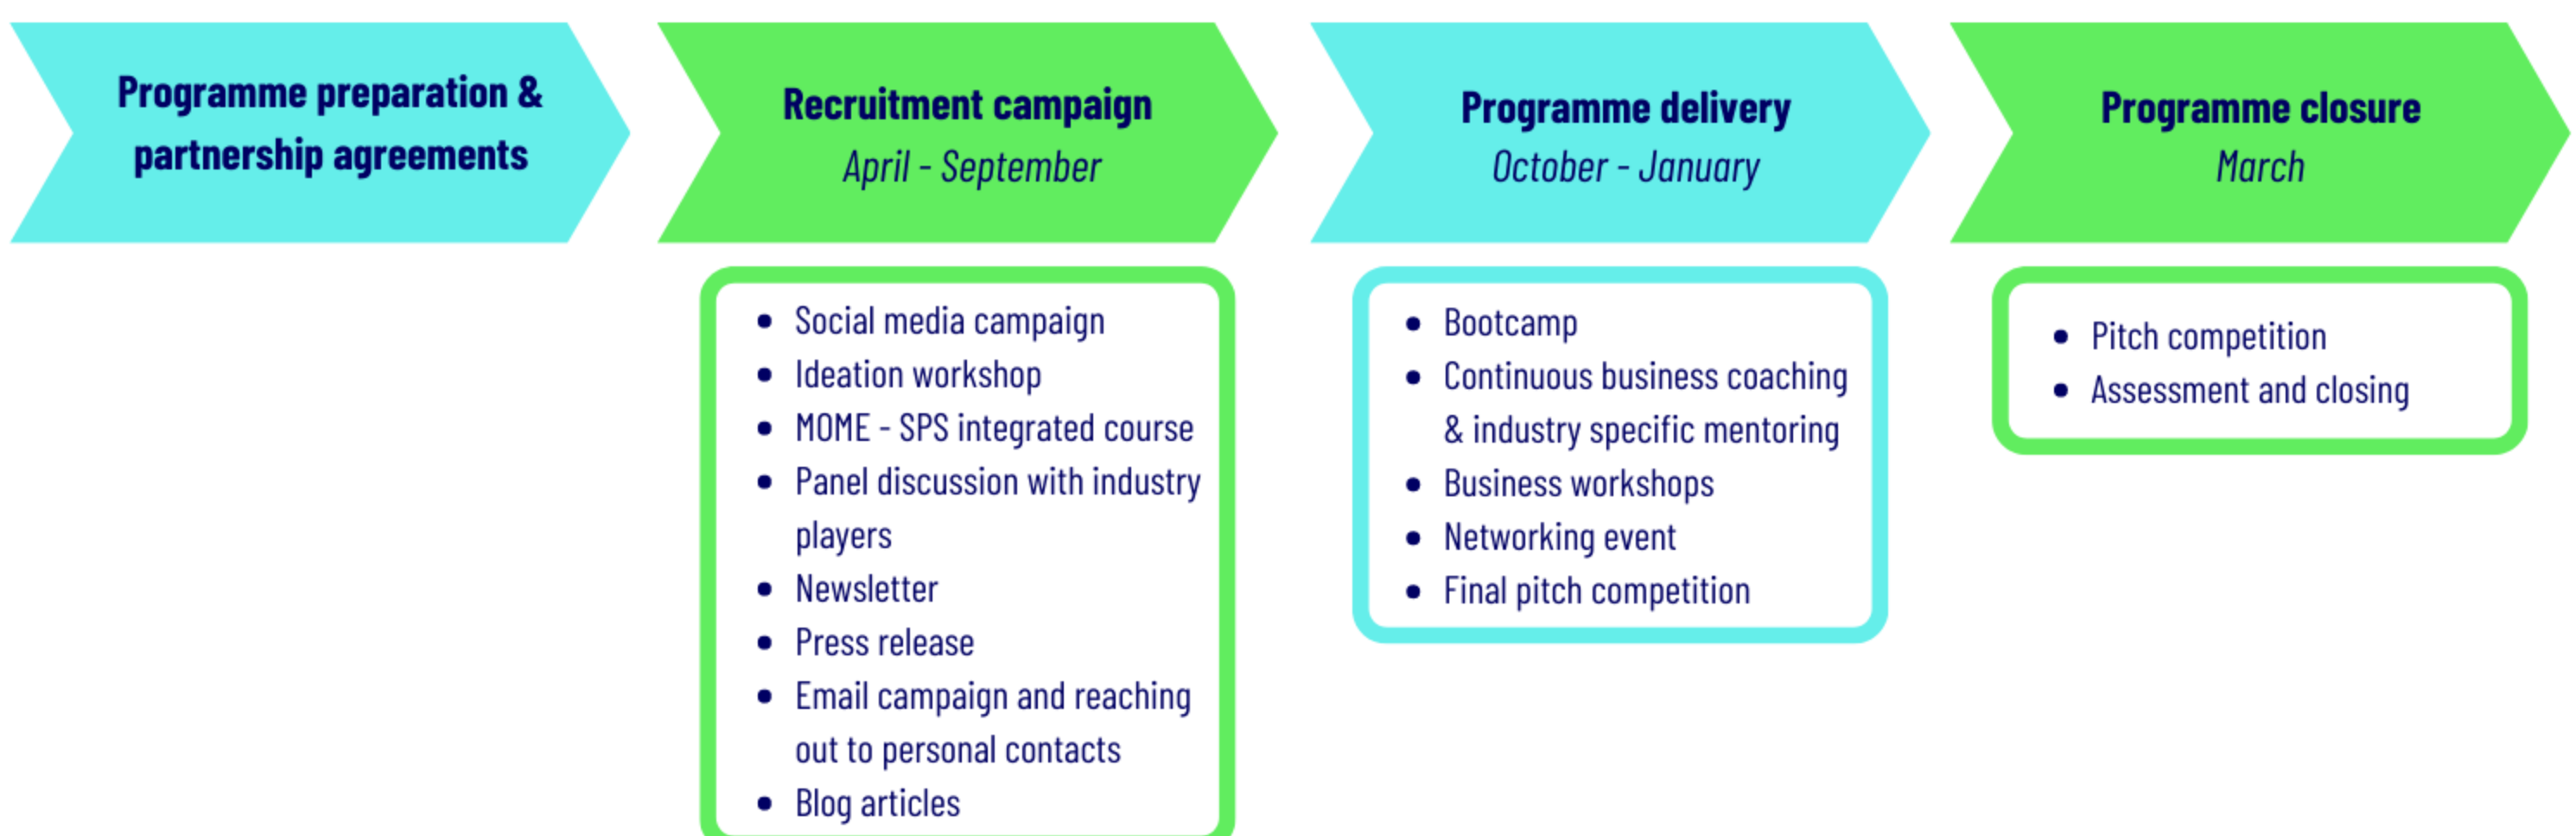 Programme preparation &
partnership agreements
Recruitment campaign
April - September
• Social media campaign
• Ideation workshop
• MOME - SPS integrated course
• Panel discussion with industry
players
• Newsletter
• Press release
• Email campaign and reaching
out to personal contacts
• Blog articles
Programme delivery
October - January
• Bootcamp
• Continuous business coaching
& industry specific mentoring
• Business workshops
• Networking event
• Final pitch competition
Programme closure
March
• Pitch competition
• Assessment and closing